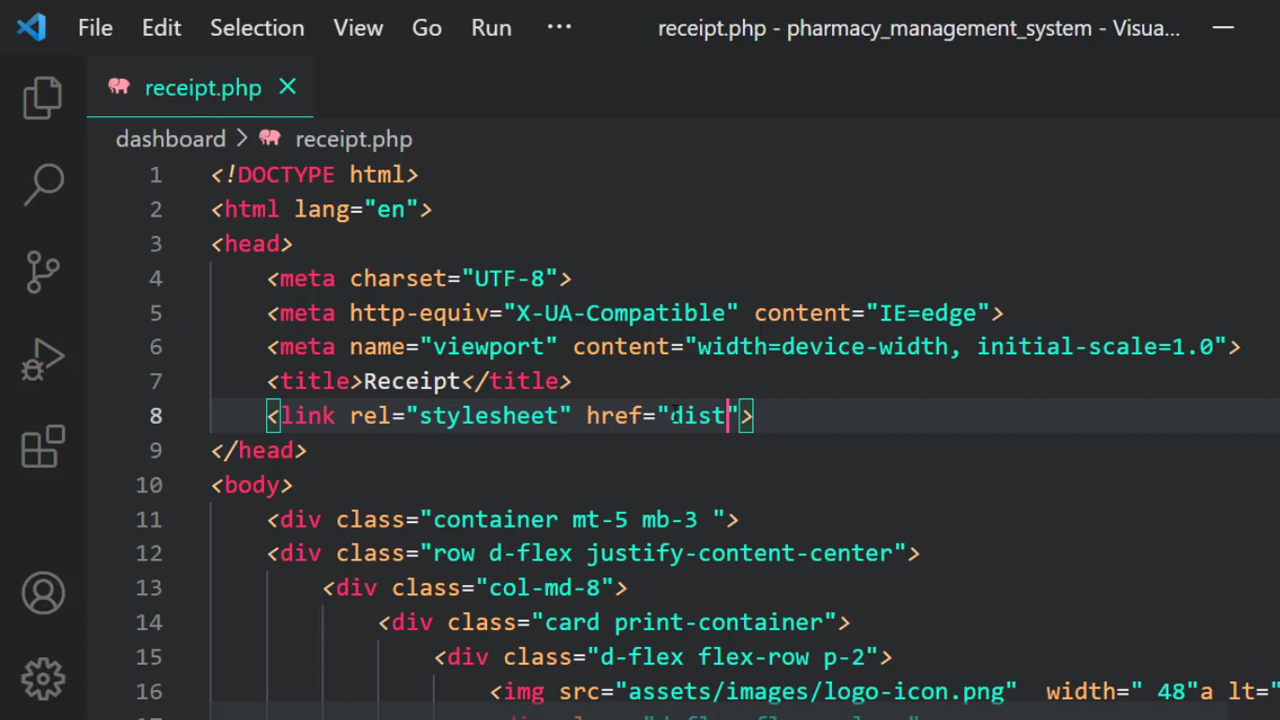 File Edit Selection View Go Run ··· receipt.php - pharmacy_management_system - Visua...
receipt.php
dashboard > receipt.php
1 <!DOCTYPE html>
2 <html lang="en">
3 <head>
4 <meta charset="UTF-8">
5 <meta http-equiv="X-UA-Compatible" content="IE=edge">
6 <meta name="viewport" content="width=device-width, initial-scale=1.0">
7 <title>Receipt</title>
8 <link rel="stylesheet" href="dist">
9 </head>
10 <body>
11 <div class="container mt-5 mb-3 ">
12 <div class="row d-flex justify-content-center">
13 <div class="col-md-8">
14 <div class="card print-container">
15 <div class="d-flex flex-row p-2">
16 <img src="assets/images/logo-icon.png" width=" 48"a lt="